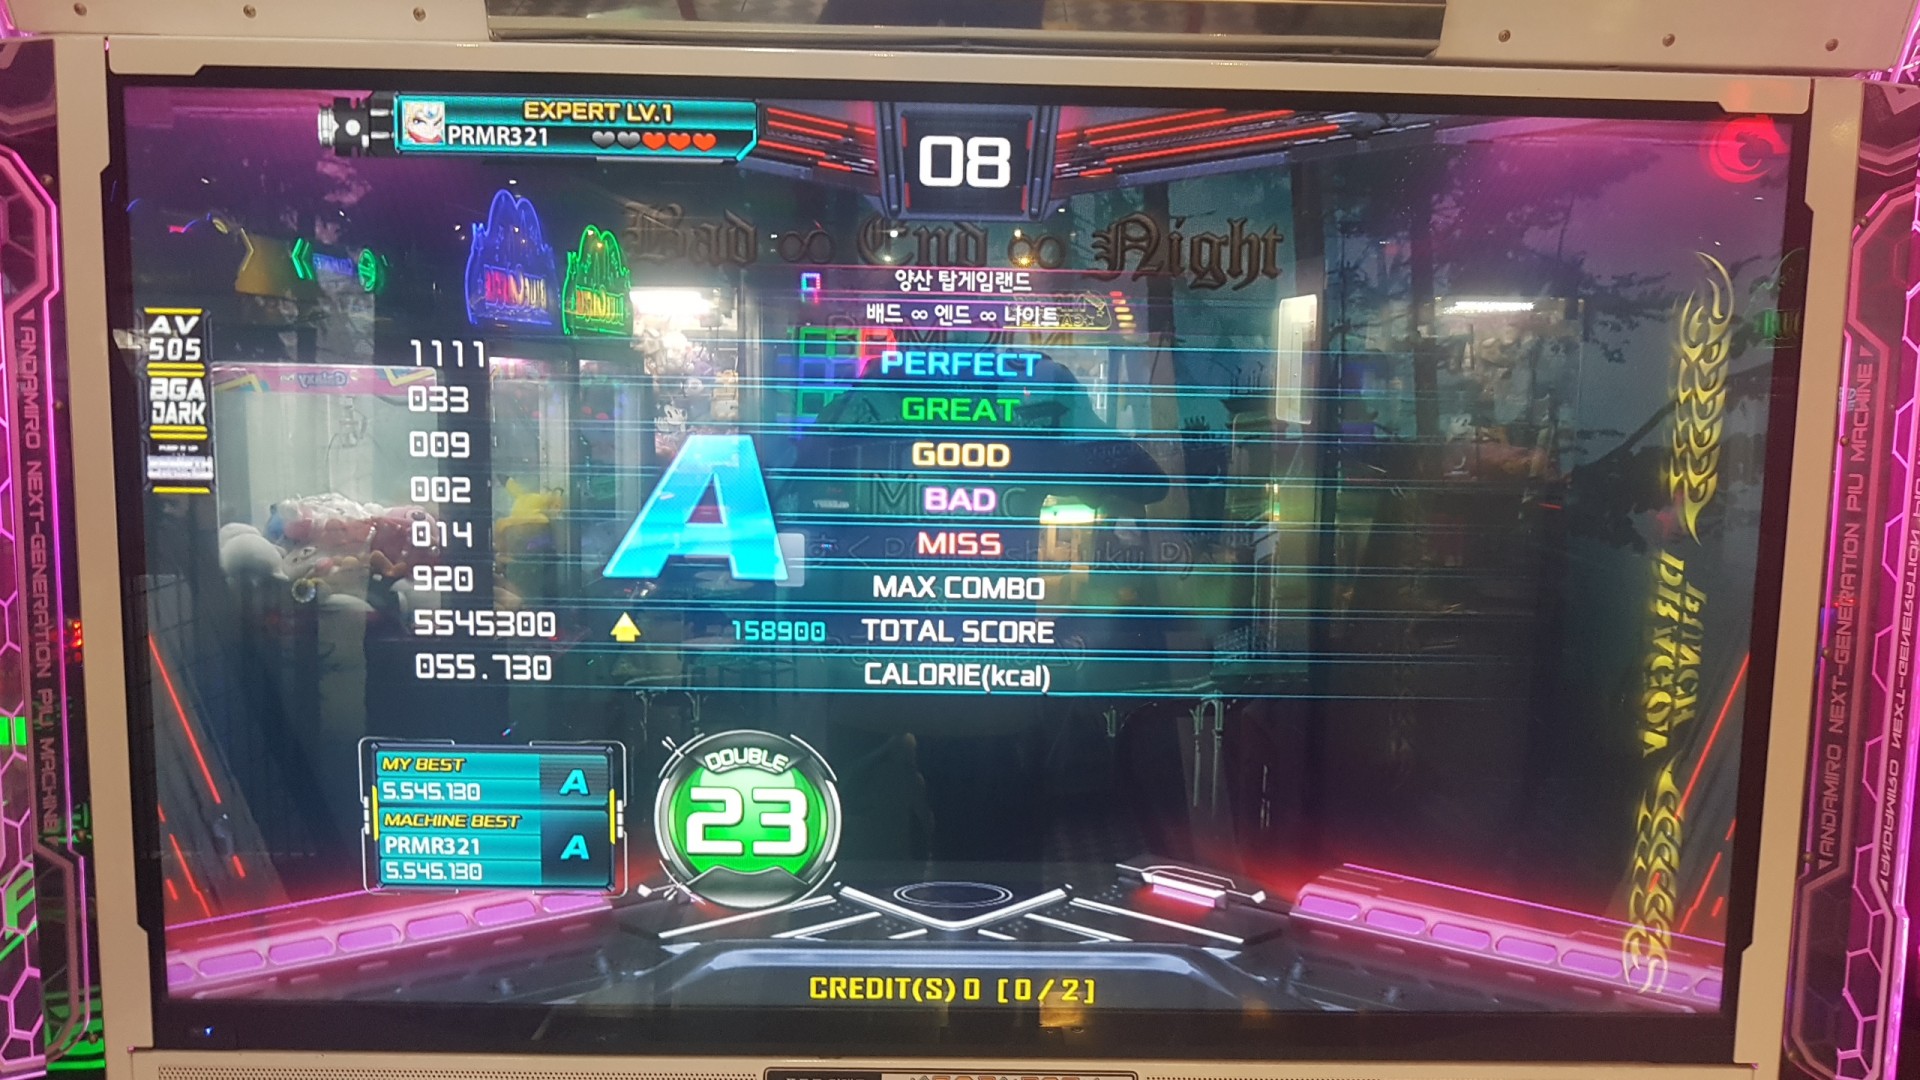 EXPERT LV.1
PRMR321
08
Bad ∞ End ∞ Night
양산 탑게임랜드
배드 ∞ 엔드 ∞ 나이트
AV
505
BGA
DARK
1111 PERFECT
033 GREAT
009 GOOD
002 BAD
014 MISS
920 MAX COMBO
5545300 158900 TOTAL SCORE
055.730 CALORIE(kcal)
A
MY BEST
5.545.130 A
MACHINE BEST
PRMR321 A
5.545.130
DOUBLE
23
CREDIT(S) 0 [0/2]
ANDAMIRO NEXT-GENERATION PIU MACHINE
ANDAMIRO NEXT-GENERATION PIU MACHINE